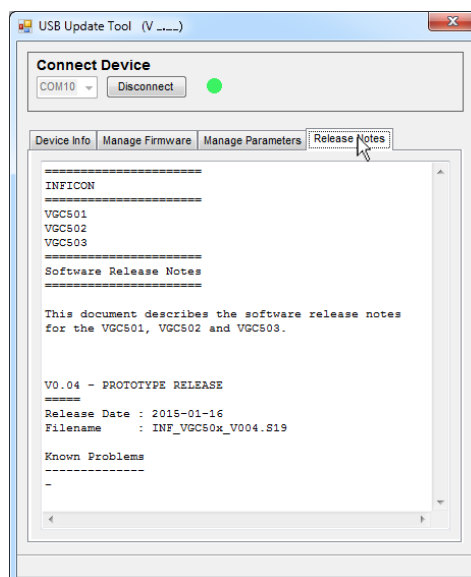 USB Update Tool (V _.__)
Connect Device
COM10 Disconnect
Device Info Manage Firmware Manage Parameters Release Notes
======================
INFICON
======================
VGC501
VGC502
VGC503
======================
Software Release Notes
======================
This document describes the software release notes
for the VGC501, VGC502 and VGC503.
V0.04 - PROTOTYPE RELEASE
=====
Release Date : 2015-01-16
Filename : INF_VGC50x_V004.S19
Known Problems
--------------
-